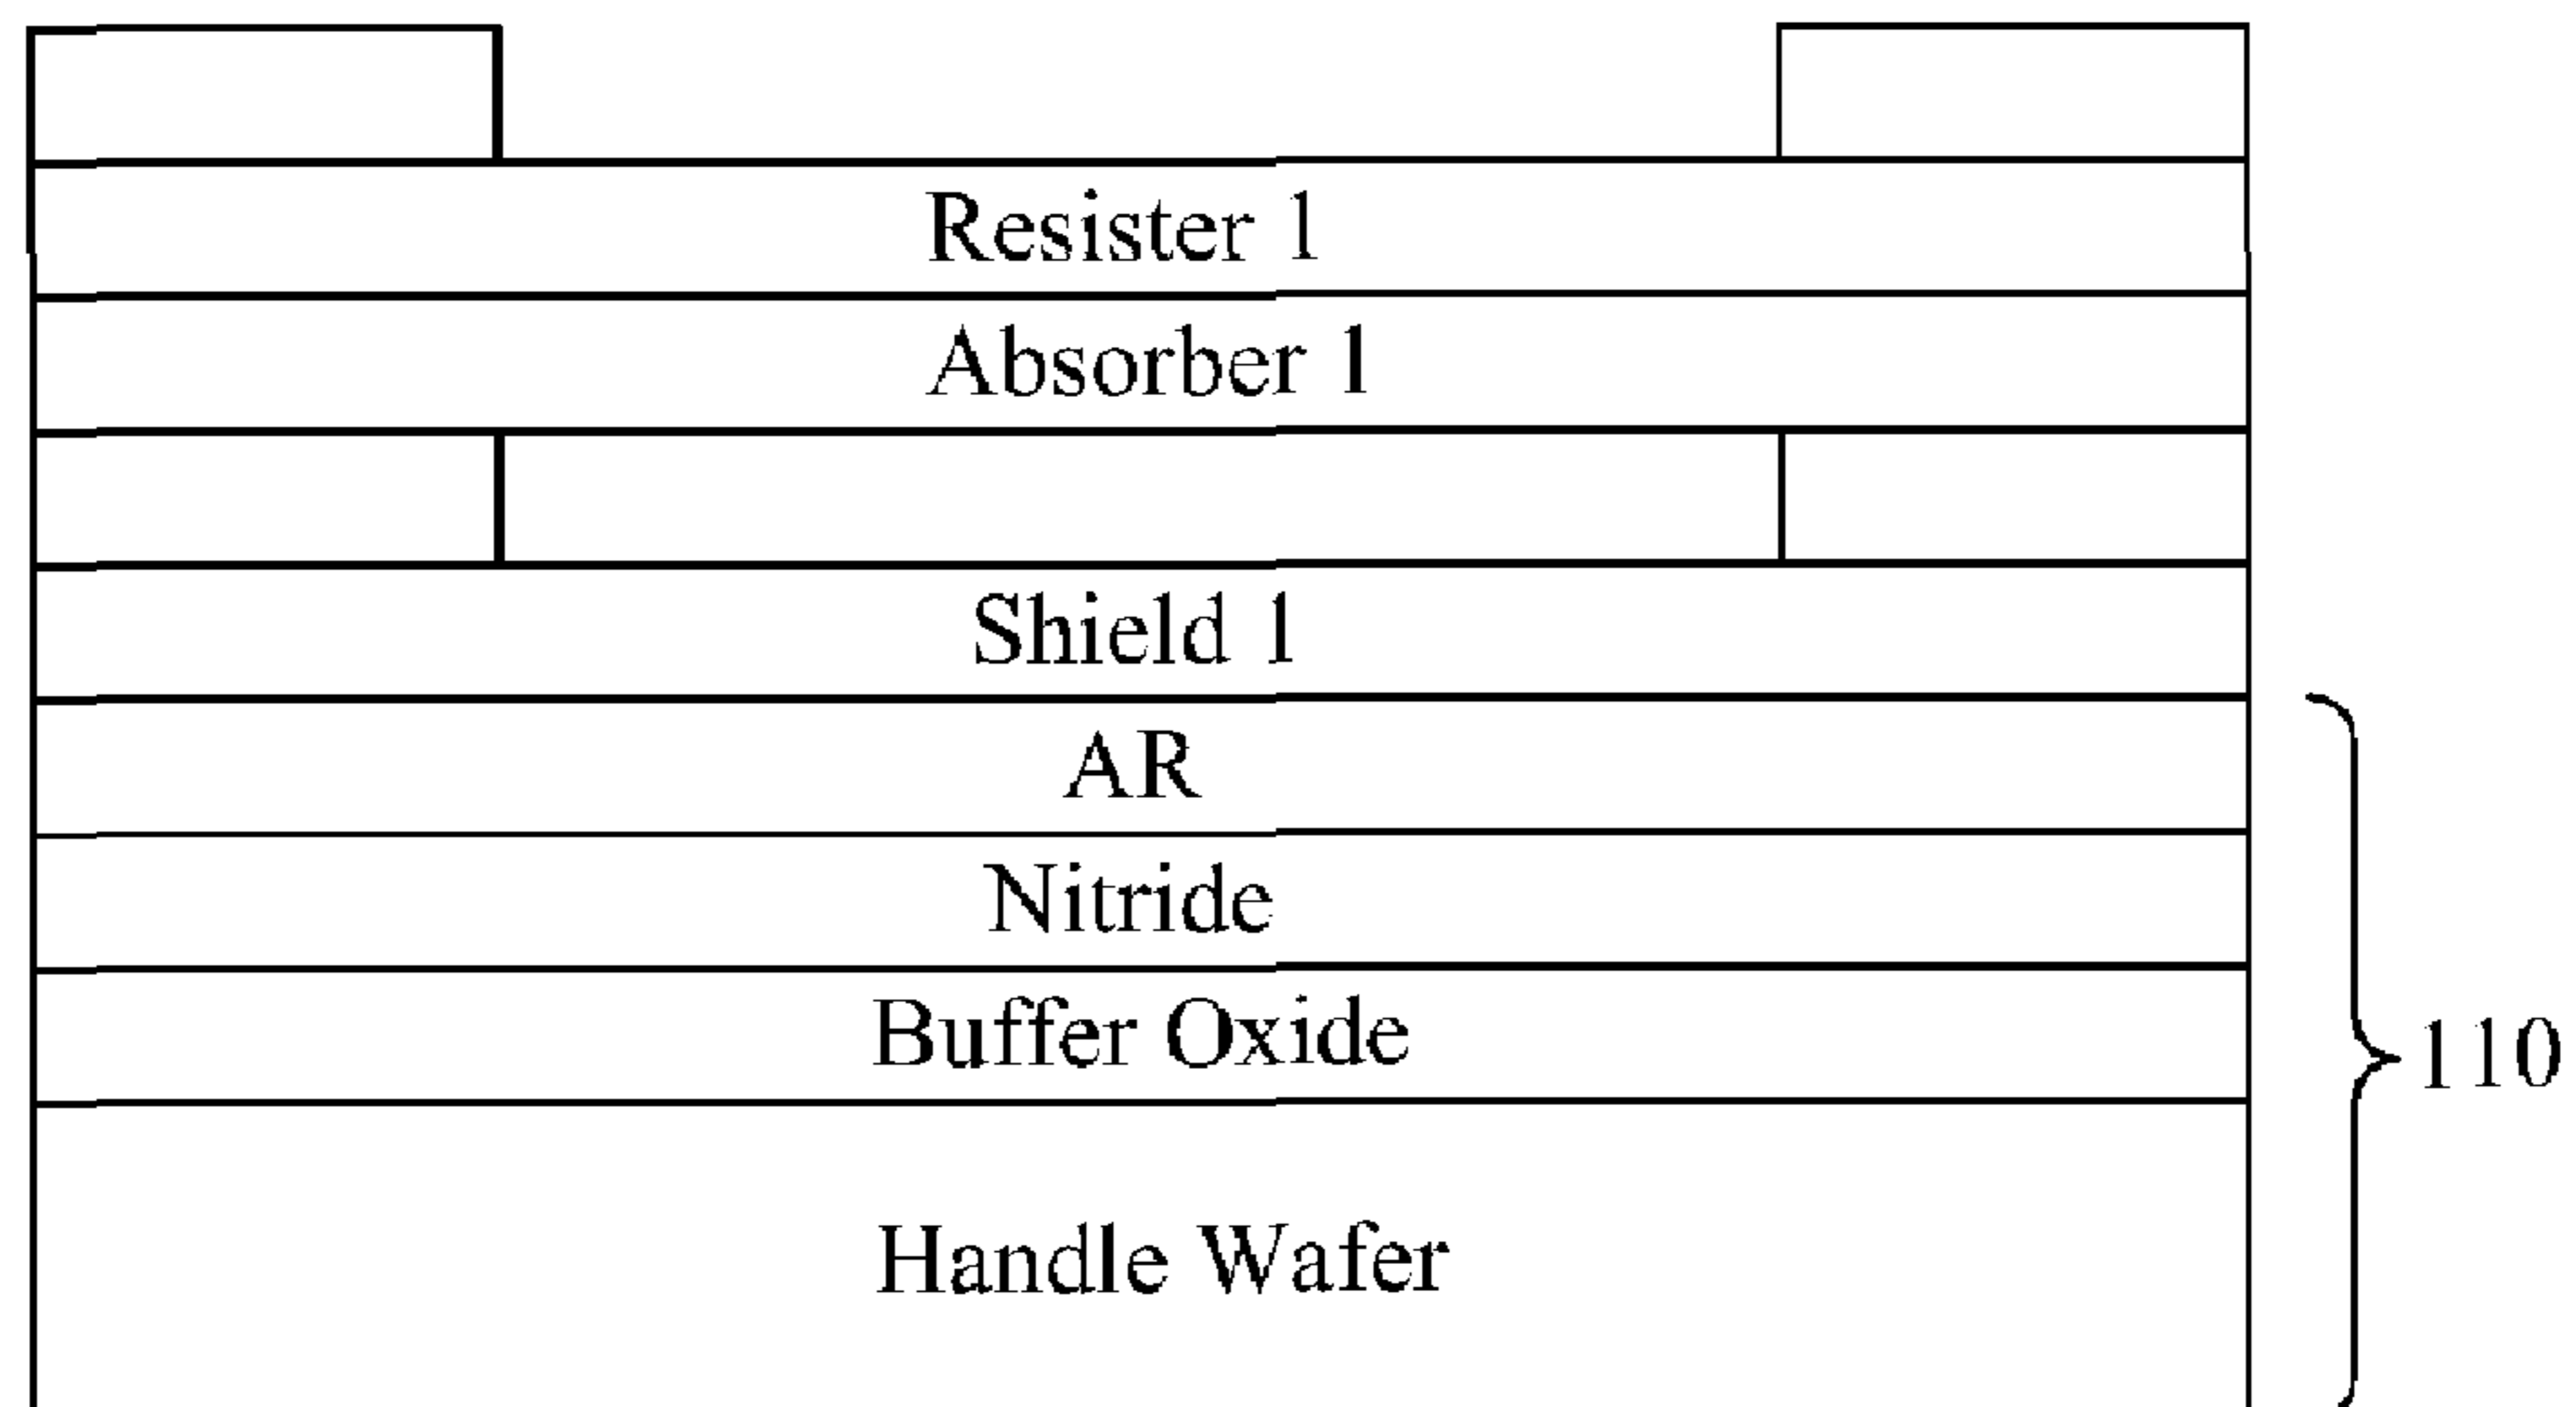 Resister 1
Absorber 1
Shield 1
AR
Nitride
Buffer Oxide
110
Handle Wafer